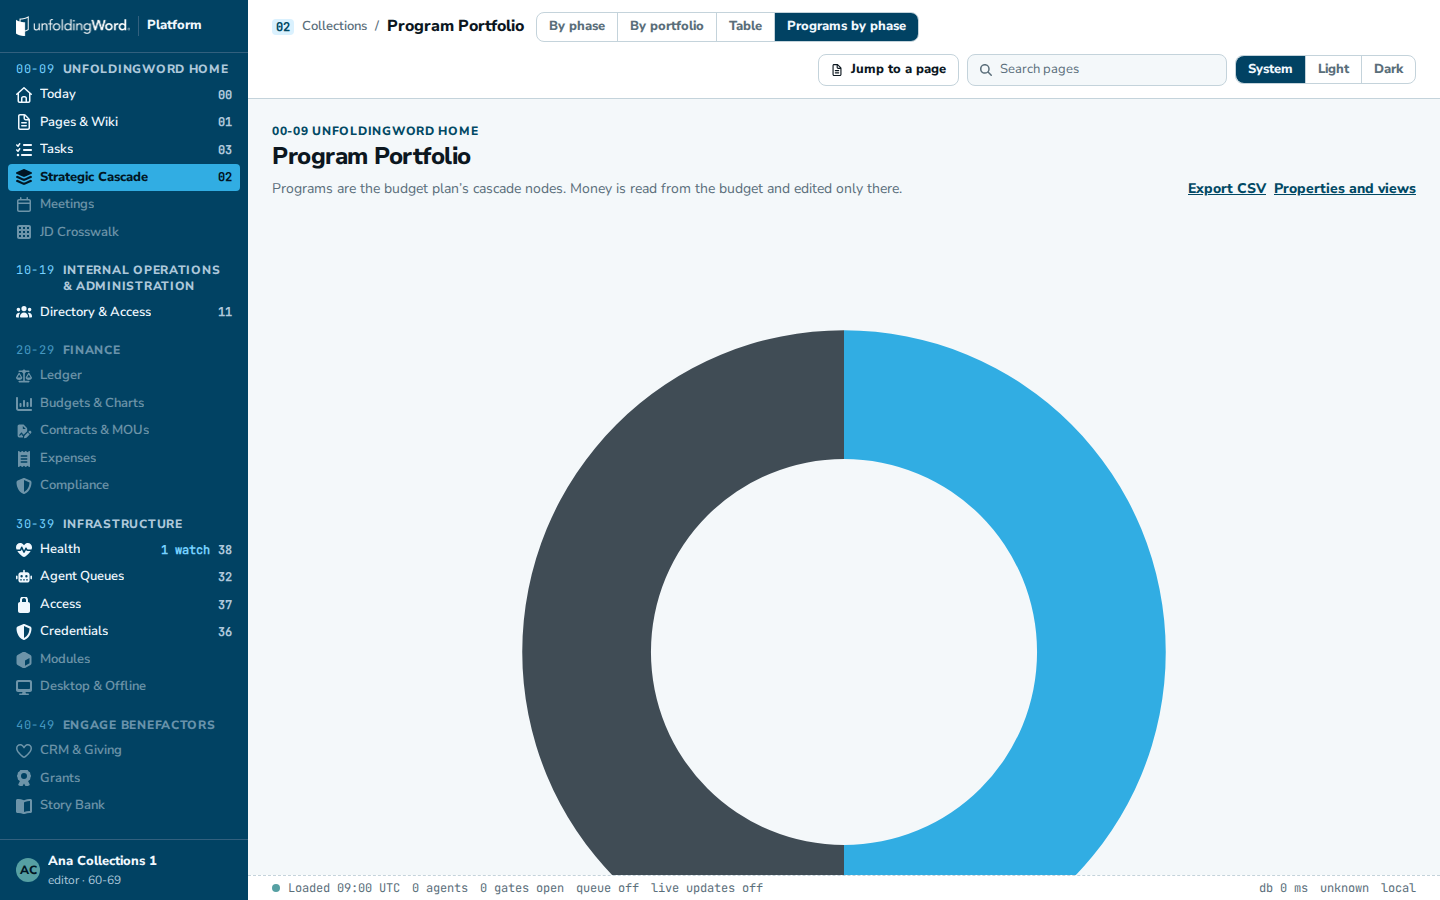 unfoldingWord. Platform
00-09 UNFOLDINGWORD HOME
Today 00
Pages & Wiki 01
Tasks 03
Strategic Cascade 02
Meetings
JD Crosswalk
10-19 INTERNAL OPERATIONS
& ADMINISTRATION
Directory & Access 11
20-29 FINANCE
Ledger
Budgets & Charts
Contracts & MOUs
Expenses
Compliance
30-39 INFRASTRUCTURE
Health 1 watch 38
Agent Queues 32
Access 37
Credentials 36
Modules
Desktop & Offline
40-49 ENGAGE BENEFACTORS
CRM & Giving
Grants
Story Bank
AC Ana Collections 1
editor · 60-69
02 Collections / Program Portfolio By phase By portfolio Table Programs by phase
Jump to a page Search pages System Light Dark
00-09 UNFOLDINGWORD HOME
Program Portfolio
Programs are the budget plan's cascade nodes. Money is read from the budget and edited only there. Export CSV Properties and views
Loaded 09:00 UTC 0 agents 0 gates open queue off live updates off db 0 ms unknown local